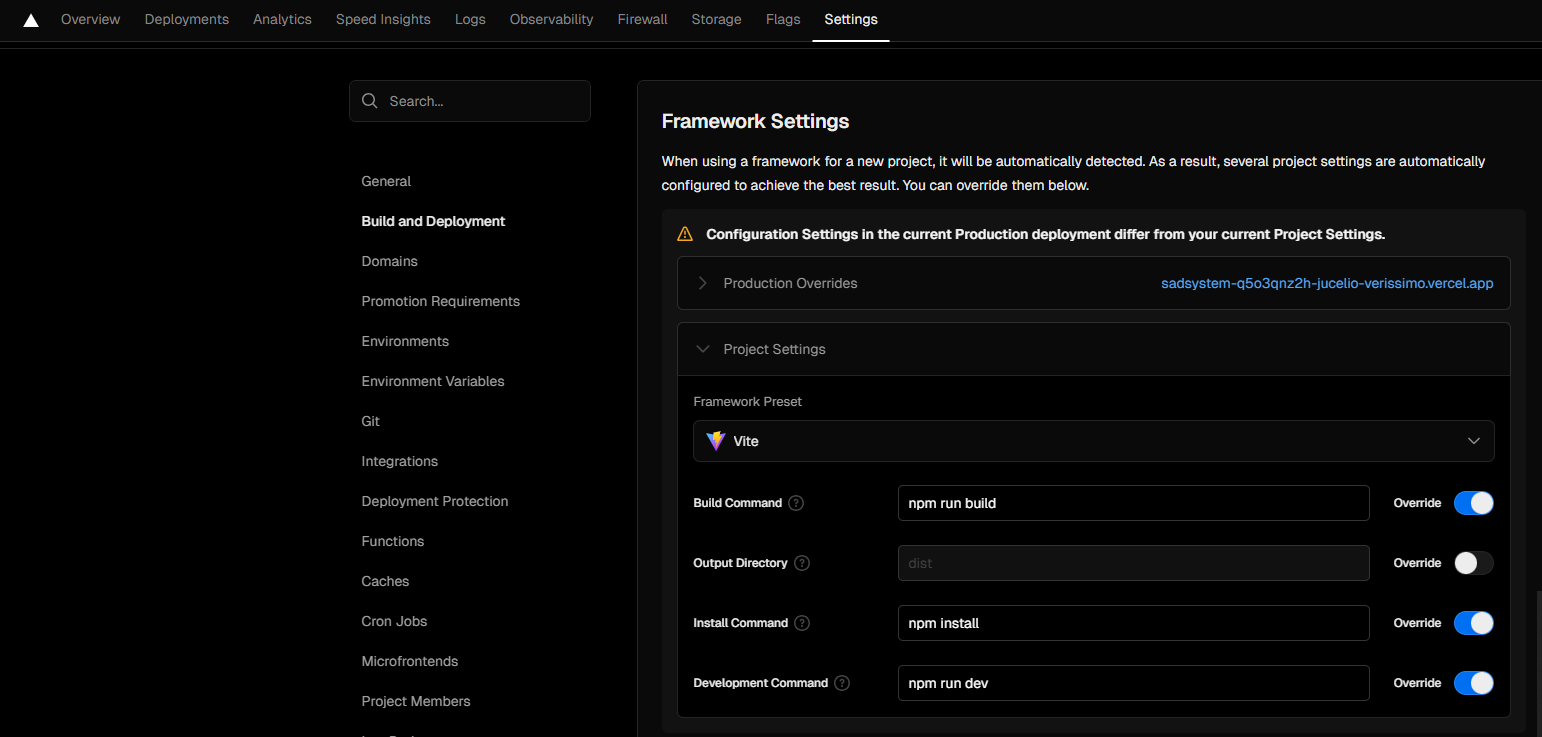 Overview Deployments Analytics Speed Insights Logs Observability Firewall Storage Flags Settings
Search...
General
Build and Deployment
Domains
Promotion Requirements
Environments
Environment Variables
Git
Integrations
Deployment Protection
Functions
Caches
Cron Jobs
Microfrontends
Project Members
Framework Settings
When using a framework for a new project, it will be automatically detected. As a result, several project settings are automatically
configured to achieve the best result. You can override them below.
Configuration Settings in the current Production deployment differ from your current Project Settings.
Production Overrides sadsystem-q5o3qnz2h-jucelio-verissimo.vercel.app
Project Settings
Framework Preset
Vite
Build Command ? npm run build Override
Output Directory ? dist Override
Install Command ? npm install Override
Development Command ? npm run dev Override